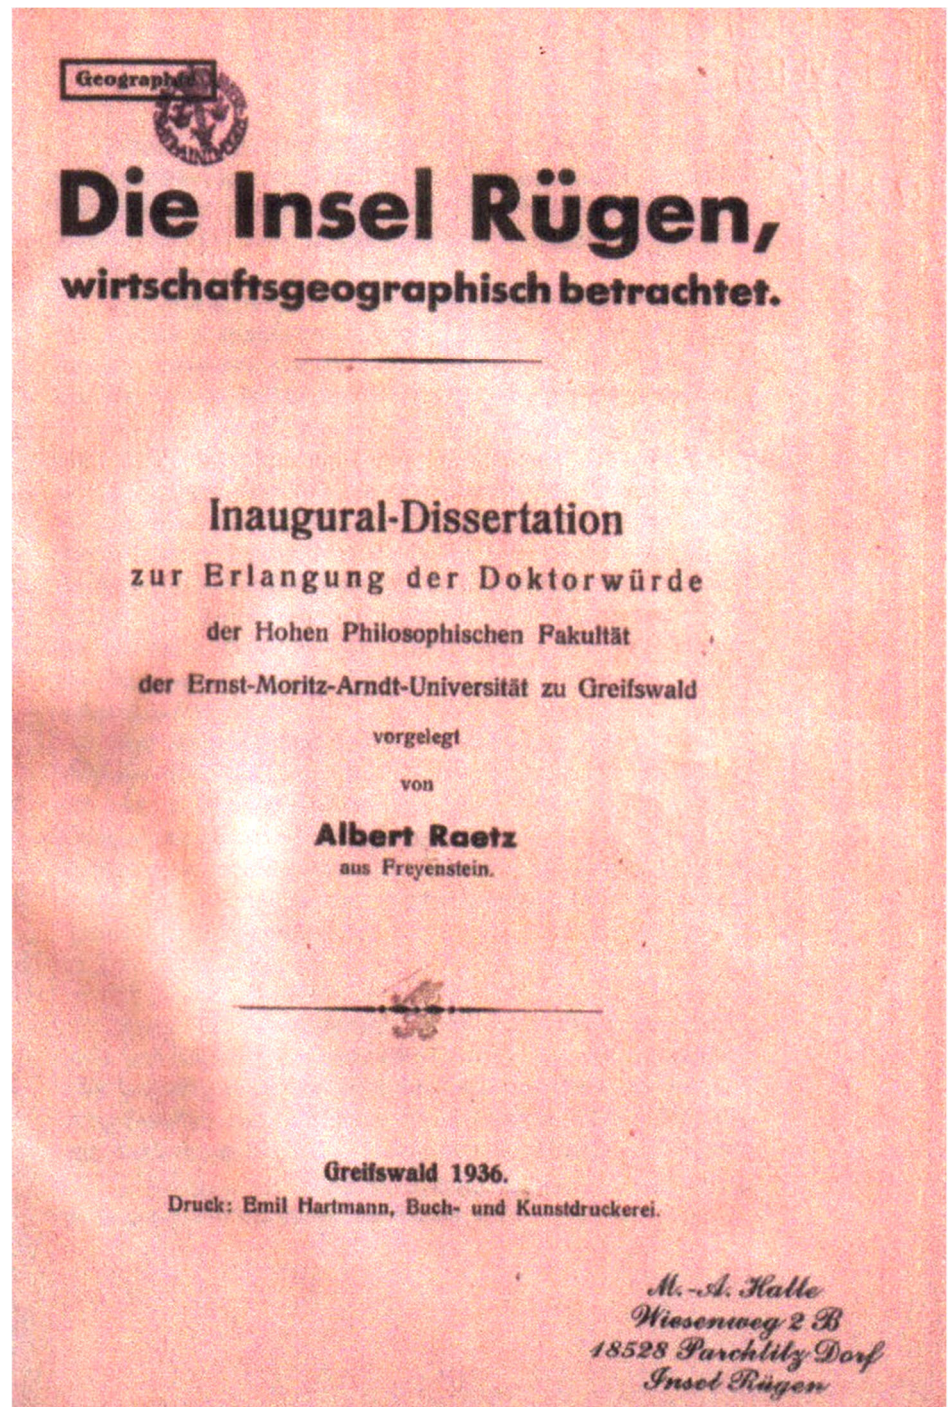 Geographie
Die Insel Rügen,
wirtschaftsgeographisch betrachtet.
Inaugural-Dissertation
zur Erlangung der Doktorwürde
der Hohen Philosophischen Fakultät
der Ernst-Moritz-Arndt-Universität zu Greifswald
vorgelegt
von
Albert Raetz
aus Freyenstein.
Greifswald 1936.
Druck: Emil Hartmann, Buch- und Kunstdruckerei.
M.-A. Halle
Wiesenweg 2 B
18528 Parchtitz Dorf
Insel Rügen